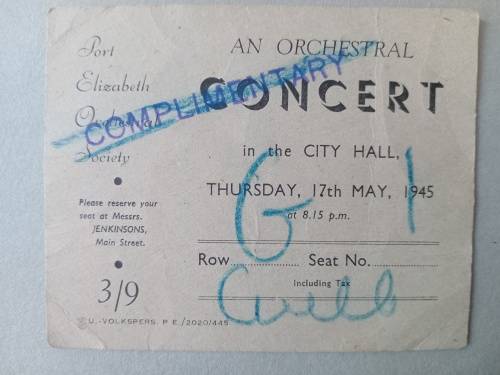 Port
Elizabeth
Orchestral
Society
COMPLIMENTARY
Please reserve your
seat at Messrs.
JENKINSONS,
Main Street.
3/9
AN ORCHESTRAL
CONCERT
in the CITY HALL,
THURSDAY, 17th MAY, 1945
at 8.15 p.m.
G 1
Row Seat No.
Including Tax
U.-VOLKSPERS, P.E./2020/445